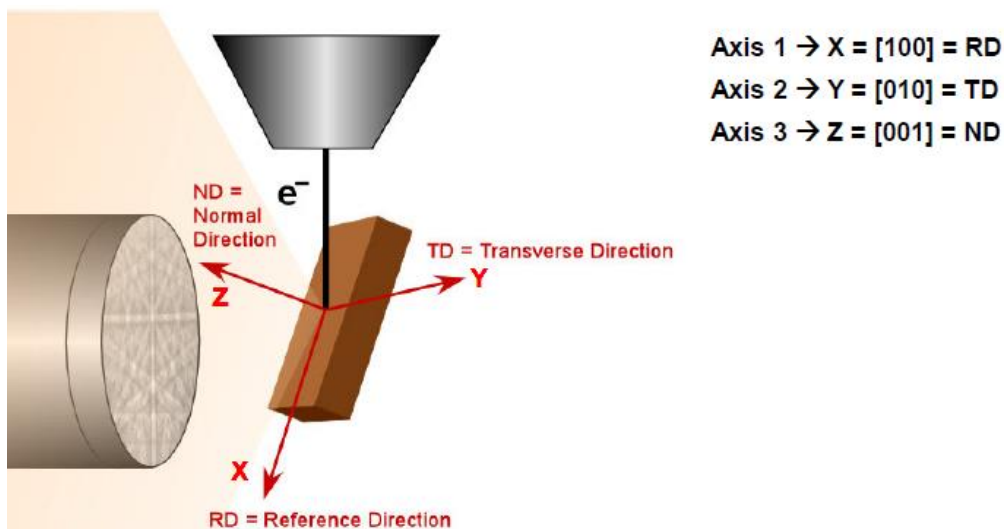 Axis 1 → X = [100] = RD
Axis 2 → Y = [010] = TD
Axis 3 → Z = [001] = ND
e⁻
ND =
Normal
Direction
TD = Transverse Direction
Y
Z
X
RD = Reference Direction